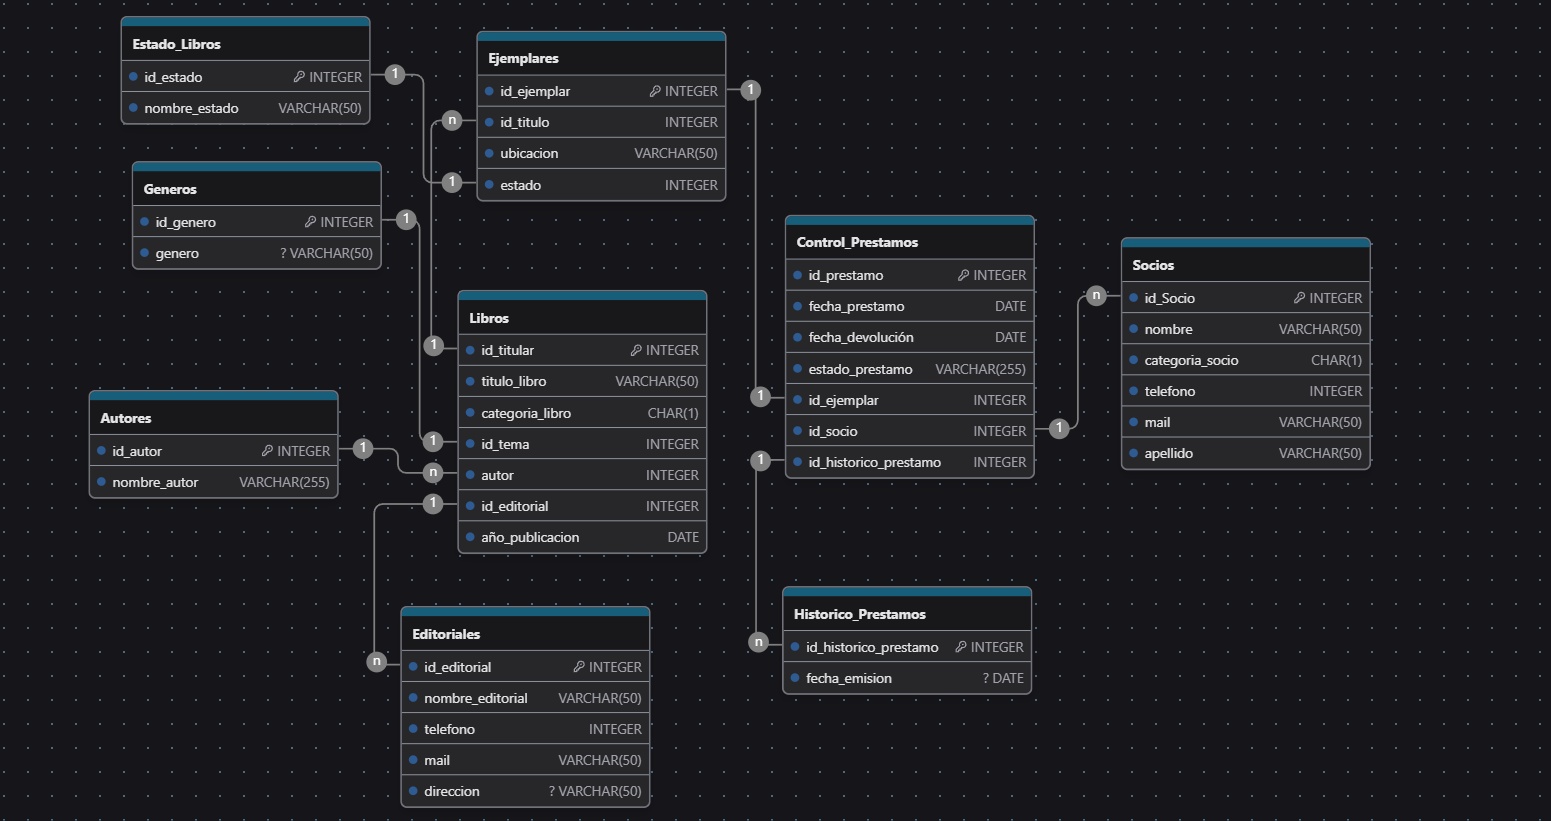 Estado_Libros
id_estado INTEGER
nombre_estado VARCHAR(50)
1
1
Ejemplares
id_ejemplar INTEGER
id_titulo INTEGER
ubicacion VARCHAR(50)
estado INTEGER
1
n
Generos
id_genero INTEGER
genero ? VARCHAR(50)
1
Libros
id_titular INTEGER
titulo_libro VARCHAR(50)
categoria_libro CHAR(1)
id_tema INTEGER
autor INTEGER
id_editorial INTEGER
año_publicacion DATE
1
1
n
1
Autores
id_autor INTEGER
nombre_autor VARCHAR(255)
1
Editoriales
id_editorial INTEGER
nombre_editorial VARCHAR(50)
telefono INTEGER
mail VARCHAR(50)
direccion ? VARCHAR(50)
n
Control_Prestamos
id_prestamo INTEGER
fecha_prestamo DATE
fecha_devolución DATE
estado_prestamo VARCHAR(255)
id_ejemplar INTEGER
id_socio INTEGER
id_historico_prestamo INTEGER
1
1
1
Socios
id_Socio INTEGER
nombre VARCHAR(50)
categoria_socio CHAR(1)
telefono INTEGER
mail VARCHAR(50)
apellido VARCHAR(50)
n
Historico_Prestamos
id_historico_prestamo INTEGER
fecha_emision ? DATE
n